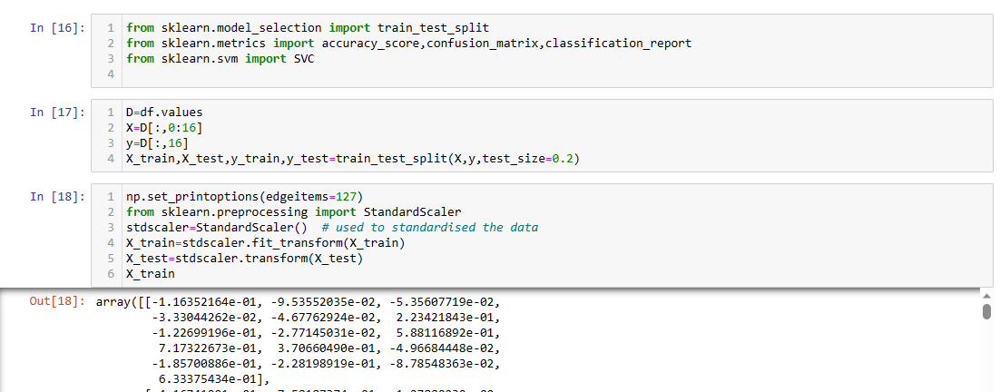 In [16]:
1 from sklearn.model_selection import train_test_split
2 from sklearn.metrics import accuracy_score,confusion_matrix,classification_report
3 from sklearn.svm import SVC
4
In [17]:
1 D=df.values
2 X=D[:,0:16]
3 y=D[:,16]
4 X_train,X_test,y_train,y_test=train_test_split(X,y,test_size=0.2)
In [18]:
1 np.set_printoptions(edgeitems=127)
2 from sklearn.preprocessing import StandardScaler
3 stdscaler=StandardScaler()  # used to standardised the data
4 X_train=stdscaler.fit_transform(X_train)
5 X_test=stdscaler.transform(X_test)
6 X_train
Out[18]: array([[-1.16352164e-01, -9.53552035e-02, -5.35607719e-02,
-3.33044262e-02, -4.67762924e-02, 2.23421843e-01,
-1.22699196e-01, -2.77145031e-02, 5.88116892e-01,
7.17322673e-01, 3.70660490e-01, -4.96684448e-02,
-1.85700886e-01, -2.28198919e-01, -8.78548363e-02,
6.33375434e-01],